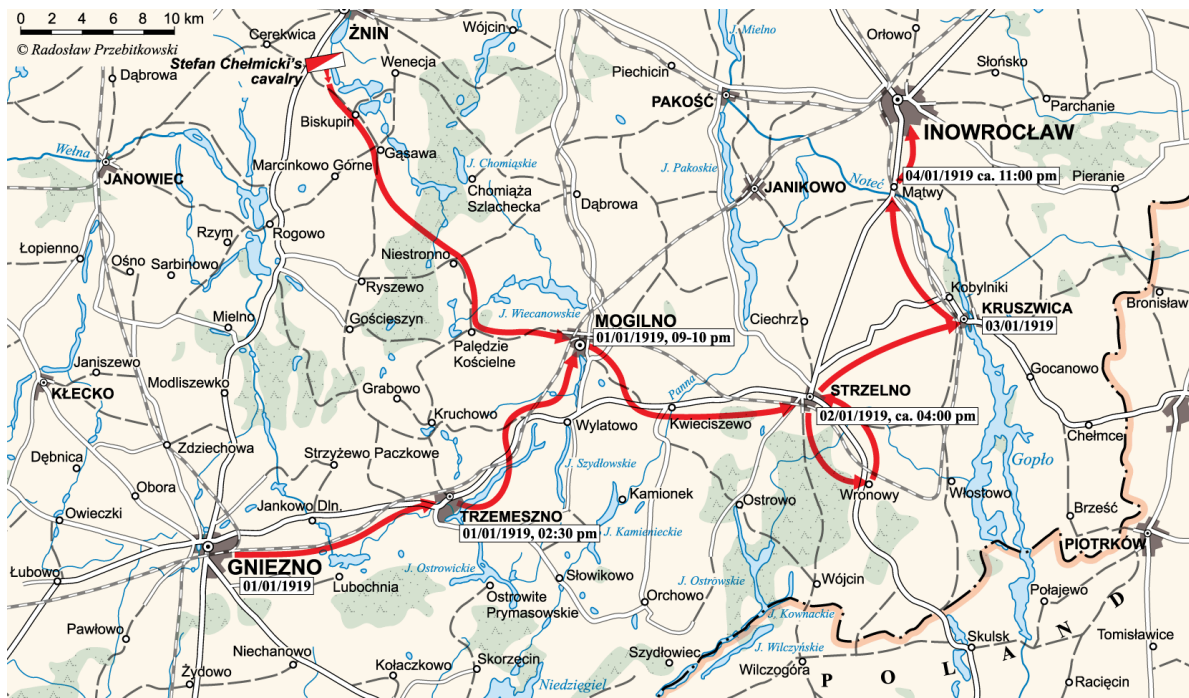 0 2 4 6 8 10 km
© Radosław Przebitkowski
Cerekwica
ŻNIN
Wójcin
J. Mielno
Orłowo
Stefan Chełmicki's
cavalry
Wenecja
Piechcin
Słońsko
Dąbrowa
PAKOŚĆ
Parchanie
Biskupin
INOWROCŁAW
Wełna
Gąsawa
Marcinkowo Górne
J. Chomiąskie
J. Pakoskie
JANOWIEC
JANIKOWO
Noteć
04/01/1919 ca. 11:00 pm
Pieranie
Chomiąża
Szlachecka
Dąbrowa
Mątwy
Rzym
Rogowo
Łopienno
Ośno
Sarbinowo
Niestronno
Ryszewo
Kobylniki
Bronisław
J. Wiecanowskie
KRUSZWICA
03/01/1919
Mielno
Gościeszyn
MOGILNO
01/01/1919, 09-10 pm
Ciechrz
Palędzie
Kościelne
Janiszewo
Modliszewko
Grabowo
Gocanowo
KŁECKO
Panna
STRZELNO
02/01/1919, ca. 04:00 pm
Kruchowo
Wylatowo
Kwieciszewo
Chełmce
Zdziechowa
Dębnica
Strzyżewo Paczkowe
J. Szydłowskie
Gopło
Obora
Wronowy
Włostowo
Kamionek
Ostrowo
Owieczki
Jankowo Dln.
TRZEMESZNO
01/01/1919, 02:30 pm
Brześć
J. Kamienieckie
PIOTRKÓW
GNIEZNO
01/01/1919
Łubowo
Lubochnia
J. Ostrowickie
Słowikowo
J. Ostrówskie
Wójcin
Ostrowite
Prymasowskie
Orchowo
Połajewo
J. Kownackie
Pawłowo
Tomisławice
Niechanowo
Skulsk
J. Wilczyńskie
Szydłowiec
Skorzęcin
Kołaczkowo
Wilczogóra
Żydowo
Niedzięgiel
P O L A N D
Racięcin